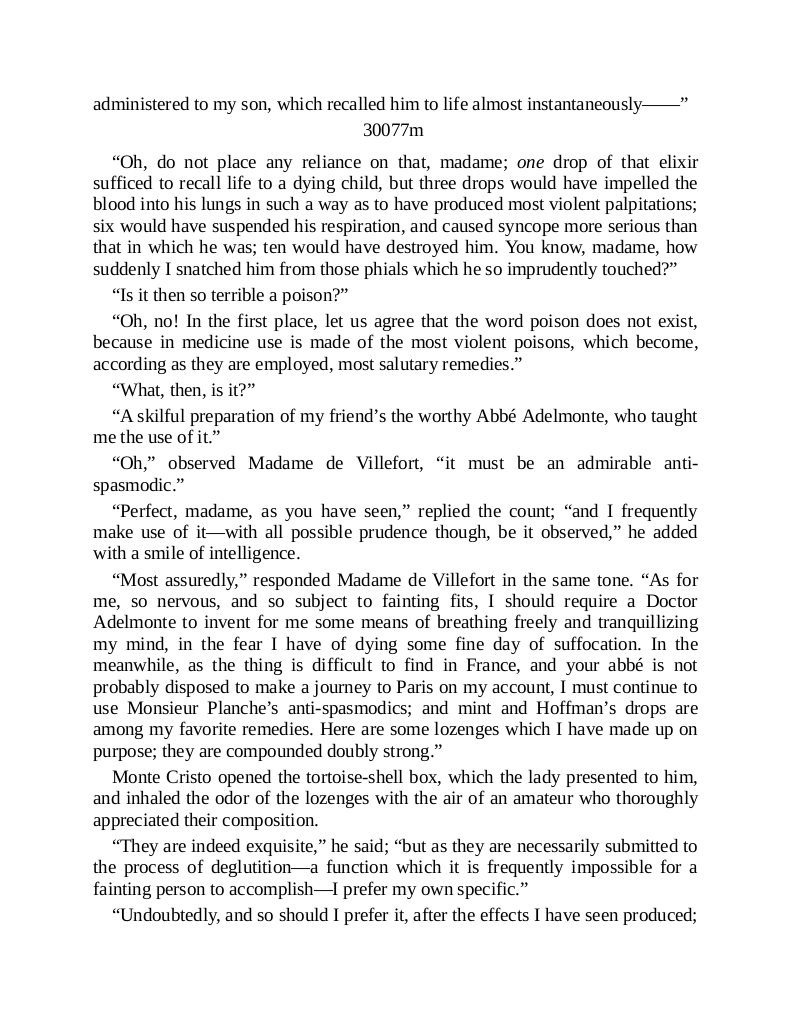 administered to my son, which recalled him to life almost instantaneously——”
30077m
“Oh, do not place any reliance on that, madame; one drop of that elixir
sufficed to recall life to a dying child, but three drops would have impelled the
blood into his lungs in such a way as to have produced most violent palpitations;
six would have suspended his respiration, and caused syncope more serious than
that in which he was; ten would have destroyed him. You know, madame, how
suddenly I snatched him from those phials which he so imprudently touched?”
“Is it then so terrible a poison?”
“Oh, no! In the first place, let us agree that the word poison does not exist,
because in medicine use is made of the most violent poisons, which become,
according as they are employed, most salutary remedies.”
“What, then, is it?”
“A skilful preparation of my friend’s the worthy Abbé Adelmonte, who taught
me the use of it.”
“Oh,” observed Madame de Villefort, “it must be an admirable anti-
spasmodic.”
“Perfect, madame, as you have seen,” replied the count; “and I frequently
make use of it—with all possible prudence though, be it observed,” he added
with a smile of intelligence.
“Most assuredly,” responded Madame de Villefort in the same tone. “As for
me, so nervous, and so subject to fainting fits, I should require a Doctor
Adelmonte to invent for me some means of breathing freely and tranquillizing
my mind, in the fear I have of dying some fine day of suffocation. In the
meanwhile, as the thing is difficult to find in France, and your abbé is not
probably disposed to make a journey to Paris on my account, I must continue to
use Monsieur Planche’s anti-spasmodics; and mint and Hoffman’s drops are
among my favorite remedies. Here are some lozenges which I have made up on
purpose; they are compounded doubly strong.”
Monte Cristo opened the tortoise-shell box, which the lady presented to him,
and inhaled the odor of the lozenges with the air of an amateur who thoroughly
appreciated their composition.
“They are indeed exquisite,” he said; “but as they are necessarily submitted to
the process of deglutition—a function which it is frequently impossible for a
fainting person to accomplish—I prefer my own specific.”
“Undoubtedly, and so should I prefer it, after the effects I have seen produced;